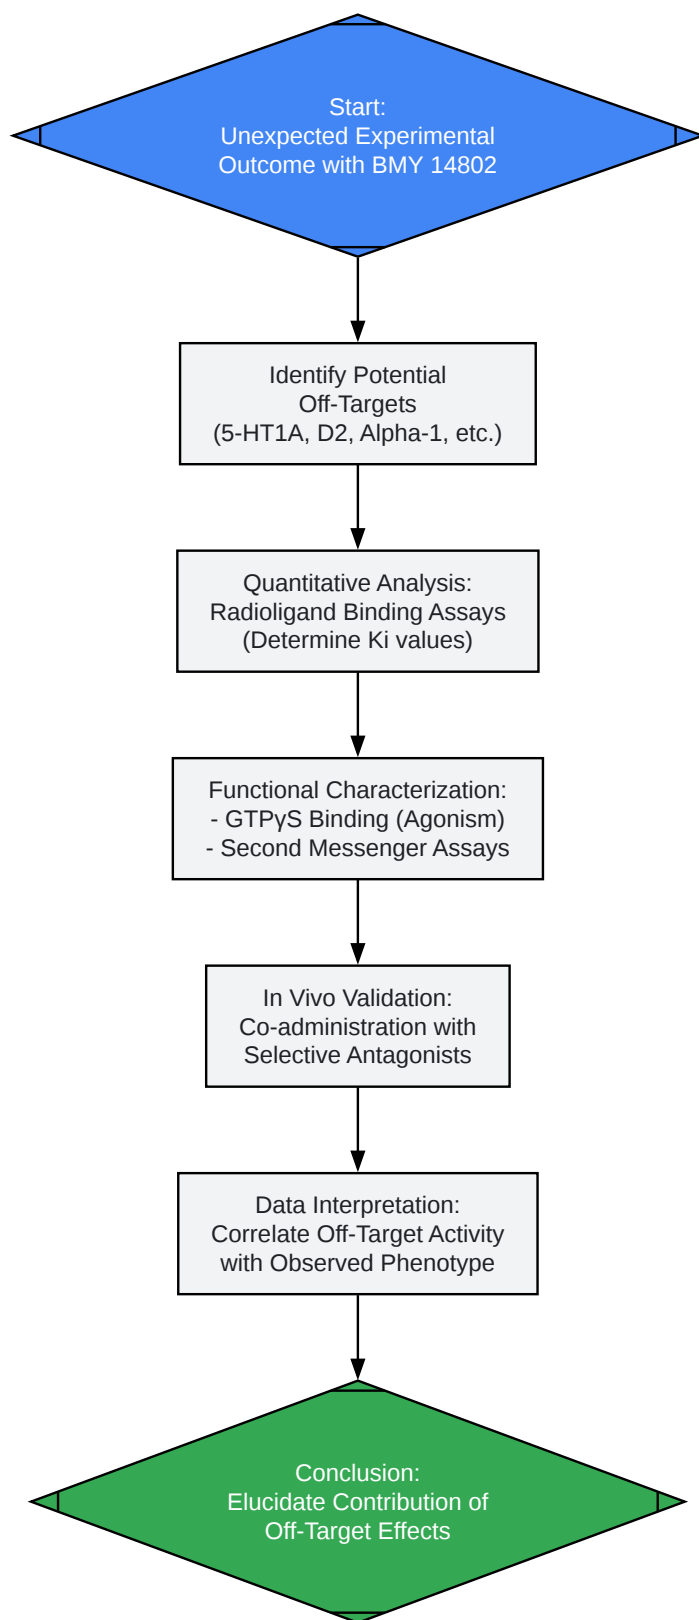 Start:
Unexpected Experimental
Outcome with BMY 14802
Identify Potential
Off-Targets
(5-HT1A, D2, Alpha-1, etc.)
Quantitative Analysis:
Radioligand Binding Assays
(Determine Ki values)
Functional Characterization:
- GTPγS Binding (Agonism)
- Second Messenger Assays
In Vivo Validation:
Co-administration with
Selective Antagonists
Data Interpretation:
Correlate Off-Target Activity
with Observed Phenotype
Conclusion:
Elucidate Contribution of
Off-Target Effects